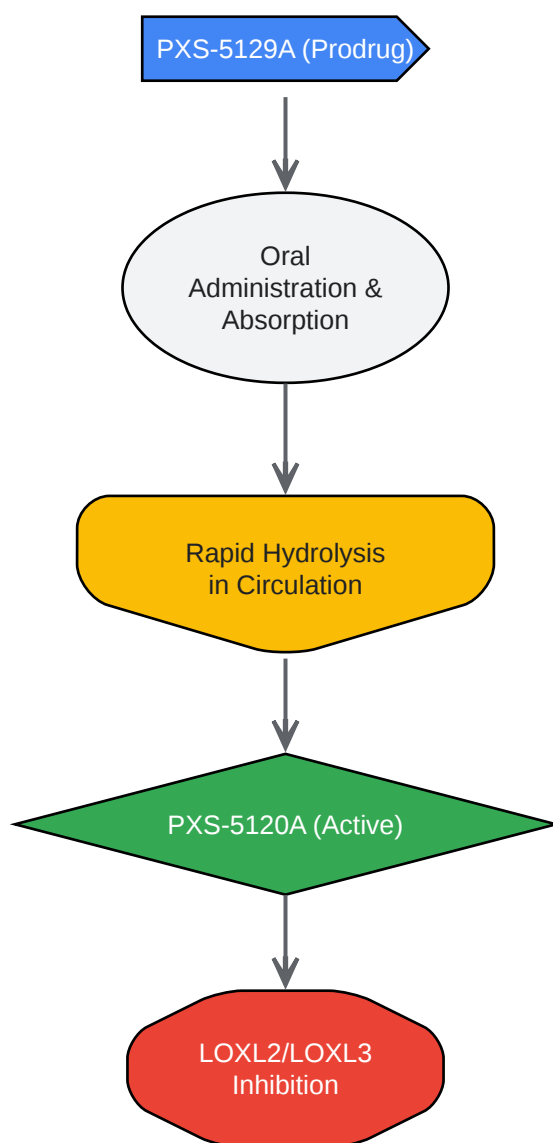 PXS-5129A (Prodrug)
Oral
Administration &
Absorption
Rapid Hydrolysis
in Circulation
PXS-5120A (Active)
LOXL2/LOXL3
Inhibition